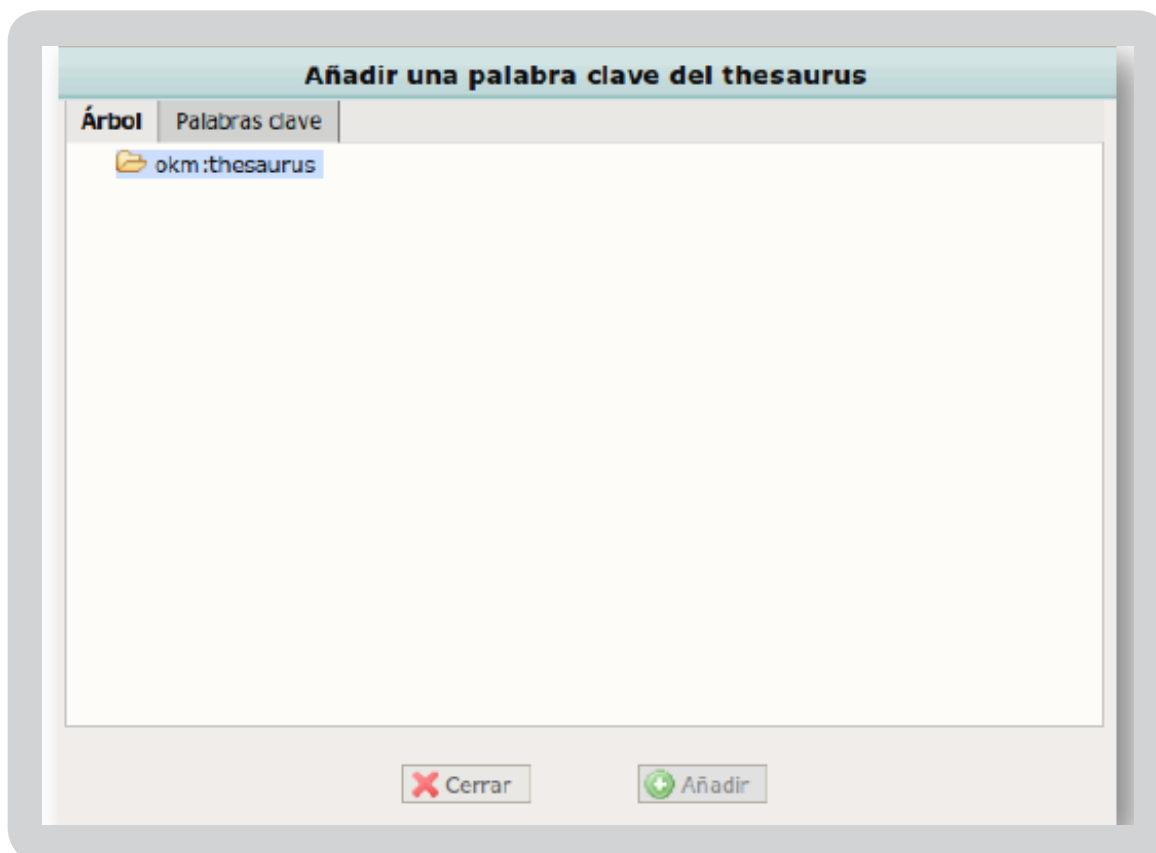 Añadir una palabra clave del thesaurus
Árbol Palabras clave
okm:thesaurus
Cerrar Añadir